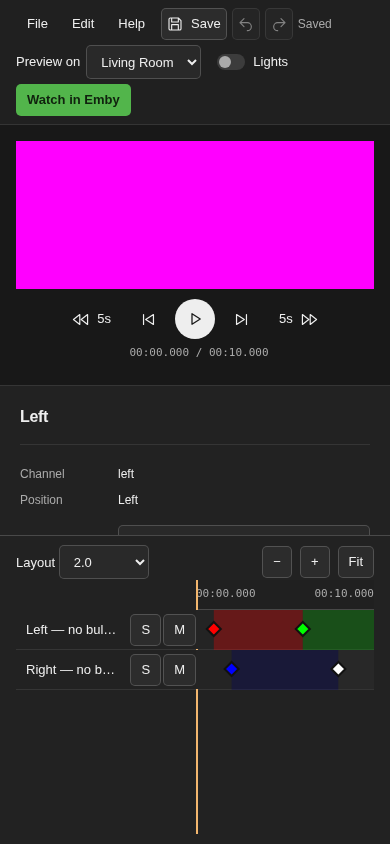 File Edit Help Save Saved
Preview on Living Room Lights
Watch in Emby
5s 5s
00:00.000 / 00:10.000
Left
Channel left
Position Left
Layout 2.0 − + Fit
00:00.000 00:10.000
Left — no bul… S M
Right — no b… S M